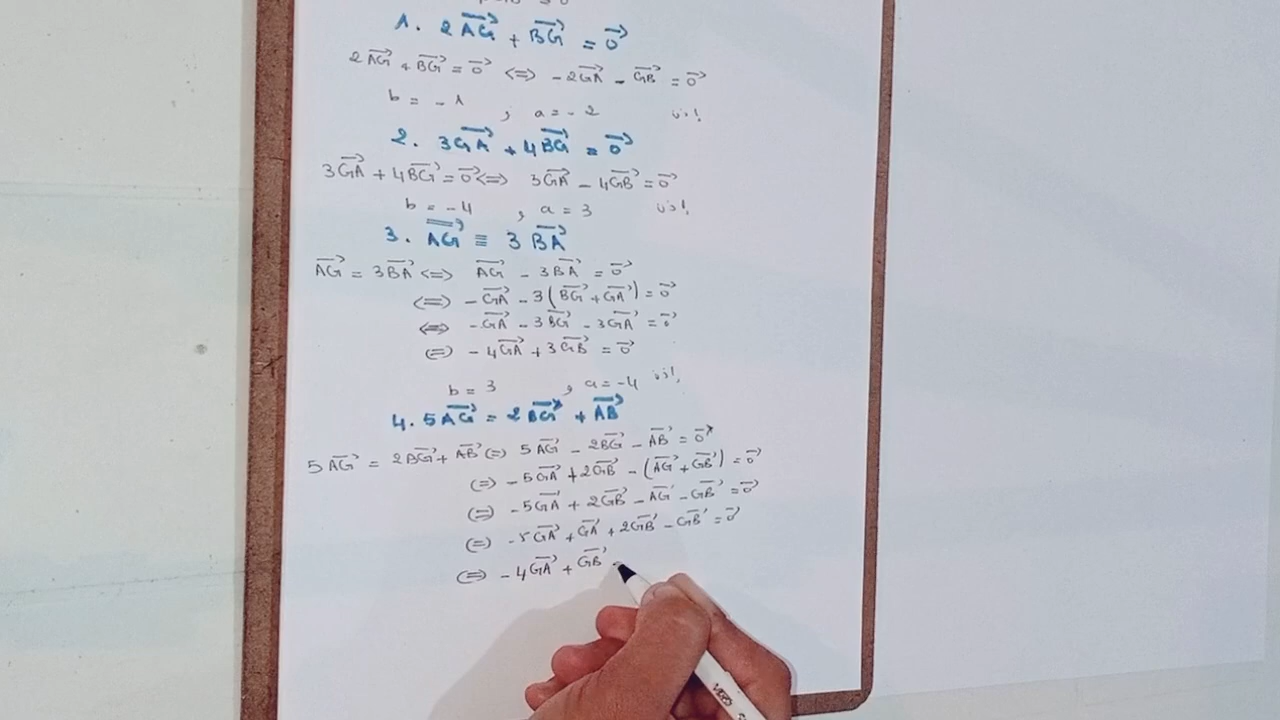 1. 2AG⃗ + BG⃗ = 0⃗
2AG⃗ + BG⃗ = 0⃗ <=> -2GA⃗ - GB⃗ = 0⃗
b = -1 ; a = -2 إذن
2. 3GA⃗ + 4BG⃗ = 0⃗
3GA⃗ + 4BG⃗ = 0⃗ <=> 3GA⃗ - 4GB⃗ = 0⃗
b = -4 , a = 3 إذن
3. AG⃗ = 3BA⃗
AG⃗ = 3BA⃗ <=> AG⃗ - 3BA⃗ = 0⃗
<=> -GA⃗ - 3(BG⃗ + GA⃗) = 0⃗
<=> -GA⃗ - 3BG⃗ - 3GA⃗ = 0⃗
<=> -4GA⃗ + 3GB⃗ = 0⃗
b = 3 , a = -4 إذن
4. 5AG⃗ = 2BG⃗ + AB⃗
5AG⃗ = 2BG⃗ + AB⃗ <=> 5AG⃗ - 2BG⃗ - AB⃗ = 0⃗
<=> -5GA⃗ + 2GB⃗ - (AG⃗ + GB⃗) = 0⃗
<=> -5GA⃗ + 2GB⃗ - AG⃗ - GB⃗ = 0⃗
<=> -5GA⃗ + GA⃗ + 2GB⃗ - GB⃗ = 0⃗
<=> -4GA⃗ + GB⃗